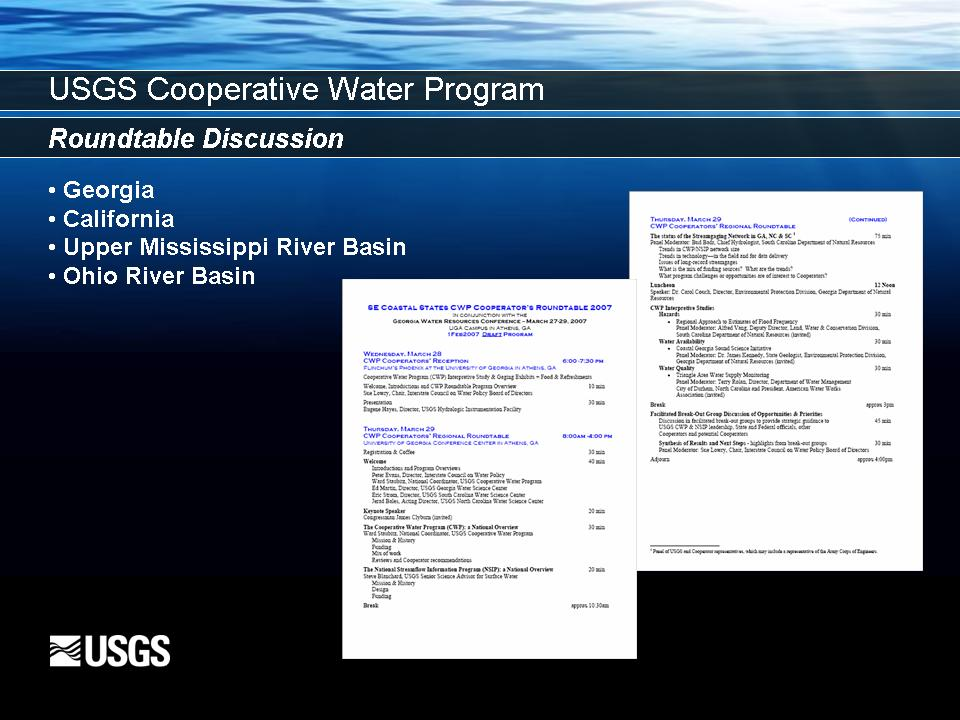 USGS Cooperative Water Program
Roundtable Discussion
• Georgia
• California
• Upper Mississippi River Basin
• Ohio River Basin
SE Coastal States CWP Cooperator's Roundtable 2007
in conjunction with the
Georgia Water Resources Conference – March 27-29, 2007
UGA Campus in Athens, GA
1Feb2007 Draft Program
Wednesday, March 28
CWP Cooperators' Reception 6:00 -7:30 pm
Flinchum's Phoenix at the University of Georgia in Athens, GA
Cooperative Water Program (CWP) Interpretive Study & Gaging Exhibits + Food & Refreshments
Welcome, Introductions and CWP Roundtable Program Overview 10 min
Sue Lowry, Chair, Interstate Council on Water Policy Board of Directors
Presentation 30 min
Eugene Hayes, Director, USGS Hydrologic Instrumentation Facility
Thursday, March 29
CWP Cooperators' Regional Roundtable 8:00am -4:00 pm
University of Georgia Conference Center in Athens, GA
Registration & Coffee 30 min
Welcome 40 min
Introductions and Program Overviews
Peter Evans, Director, Interstate Council on Water Policy
Ward Staubitz, National Coordinator, USGS Cooperative Water Program
Ed Martin, Director, USGS Georgia Water Science Center
Eric Strom, Director, USGS South Carolina Water Science Center
Jerad Bales, Acting Director, USGS North Carolina Water Science Center
Keynote Speaker 20 min
Congressman James Clyburn (invited)
The Cooperative Water Program (CWP): a National Overview 30 min
Ward Staubitz, National Coordinator, USGS Cooperative Water Program
Mission & History
Funding
Mix of work
Reviews and Cooperator recommendations
The National Streamflow Information Program (NSIP): a National Overview 20 min
Steve Blanchard, USGS Senior Science Advisor for Surface Water
Mission & History
Design
Funding
Break approx. 10:30am
Thursday, March 29 (continued)
CWP Cooperators' Regional Roundtable
The status of the Streamgaging Network in GA, NC & SC 1 75 min
Panel Moderator: Bud Bads, Chief Hydrologist, South Carolina Department of Natural Resources
Trends in CWP/NSIP network size
Trends in technology—in the field and for data delivery
Issues of long-record streamgages
What is the mix of funding sources? What are the trends?
What program challenges or opportunities are of interest to Cooperators?
Luncheon 12 Noon
Speaker: Dr. Carol Couch, Director, Environmental Protection Division, Georgia Department of Natural
Resources
CWP Interpretive Studies
Hazards 30 min
• Regional Approach to Estimates of Flood Frequency
Panel Moderator: Alfred Vang, Deputy Director, Land, Water & Conservation Division,
South Carolina Department of Natural Resources (invited)
Water Availability 30 min
• Coastal Georgia Sound Science Initiative
Panel Moderator: Dr. James Kennedy, State Geologist, Environmental Protection Division,
Georgia Department of Natural Resources (invited)
Water Quality 30 min
• Triangle Area Water Supply Monitoring
Panel Moderator: Terry Rolan, Director, Department of Water Management
City of Durham, North Carolina and President, American Water Works
Association (invited)
Break approx 3pm
Facilitated Break-Out Group Discussion of Opportunities & Priorities
Discussion in facilitated break-out groups to provide strategic guidance to 45 min
USGS CWP & NSIP leadership, State and Federal officials, other
Cooperators and potential Cooperators
Synthesis of Results and Next Steps - highlights from break-out groups 30 min
Panel Moderator: Sue Lowry, Chair, Interstate Council on Water Policy Board of Directors
Adjourn approx. 4:00pm
1 Panel of USGS and Cooperator representatives, which may include a representative of the Army Corps of Engineers.
USGS